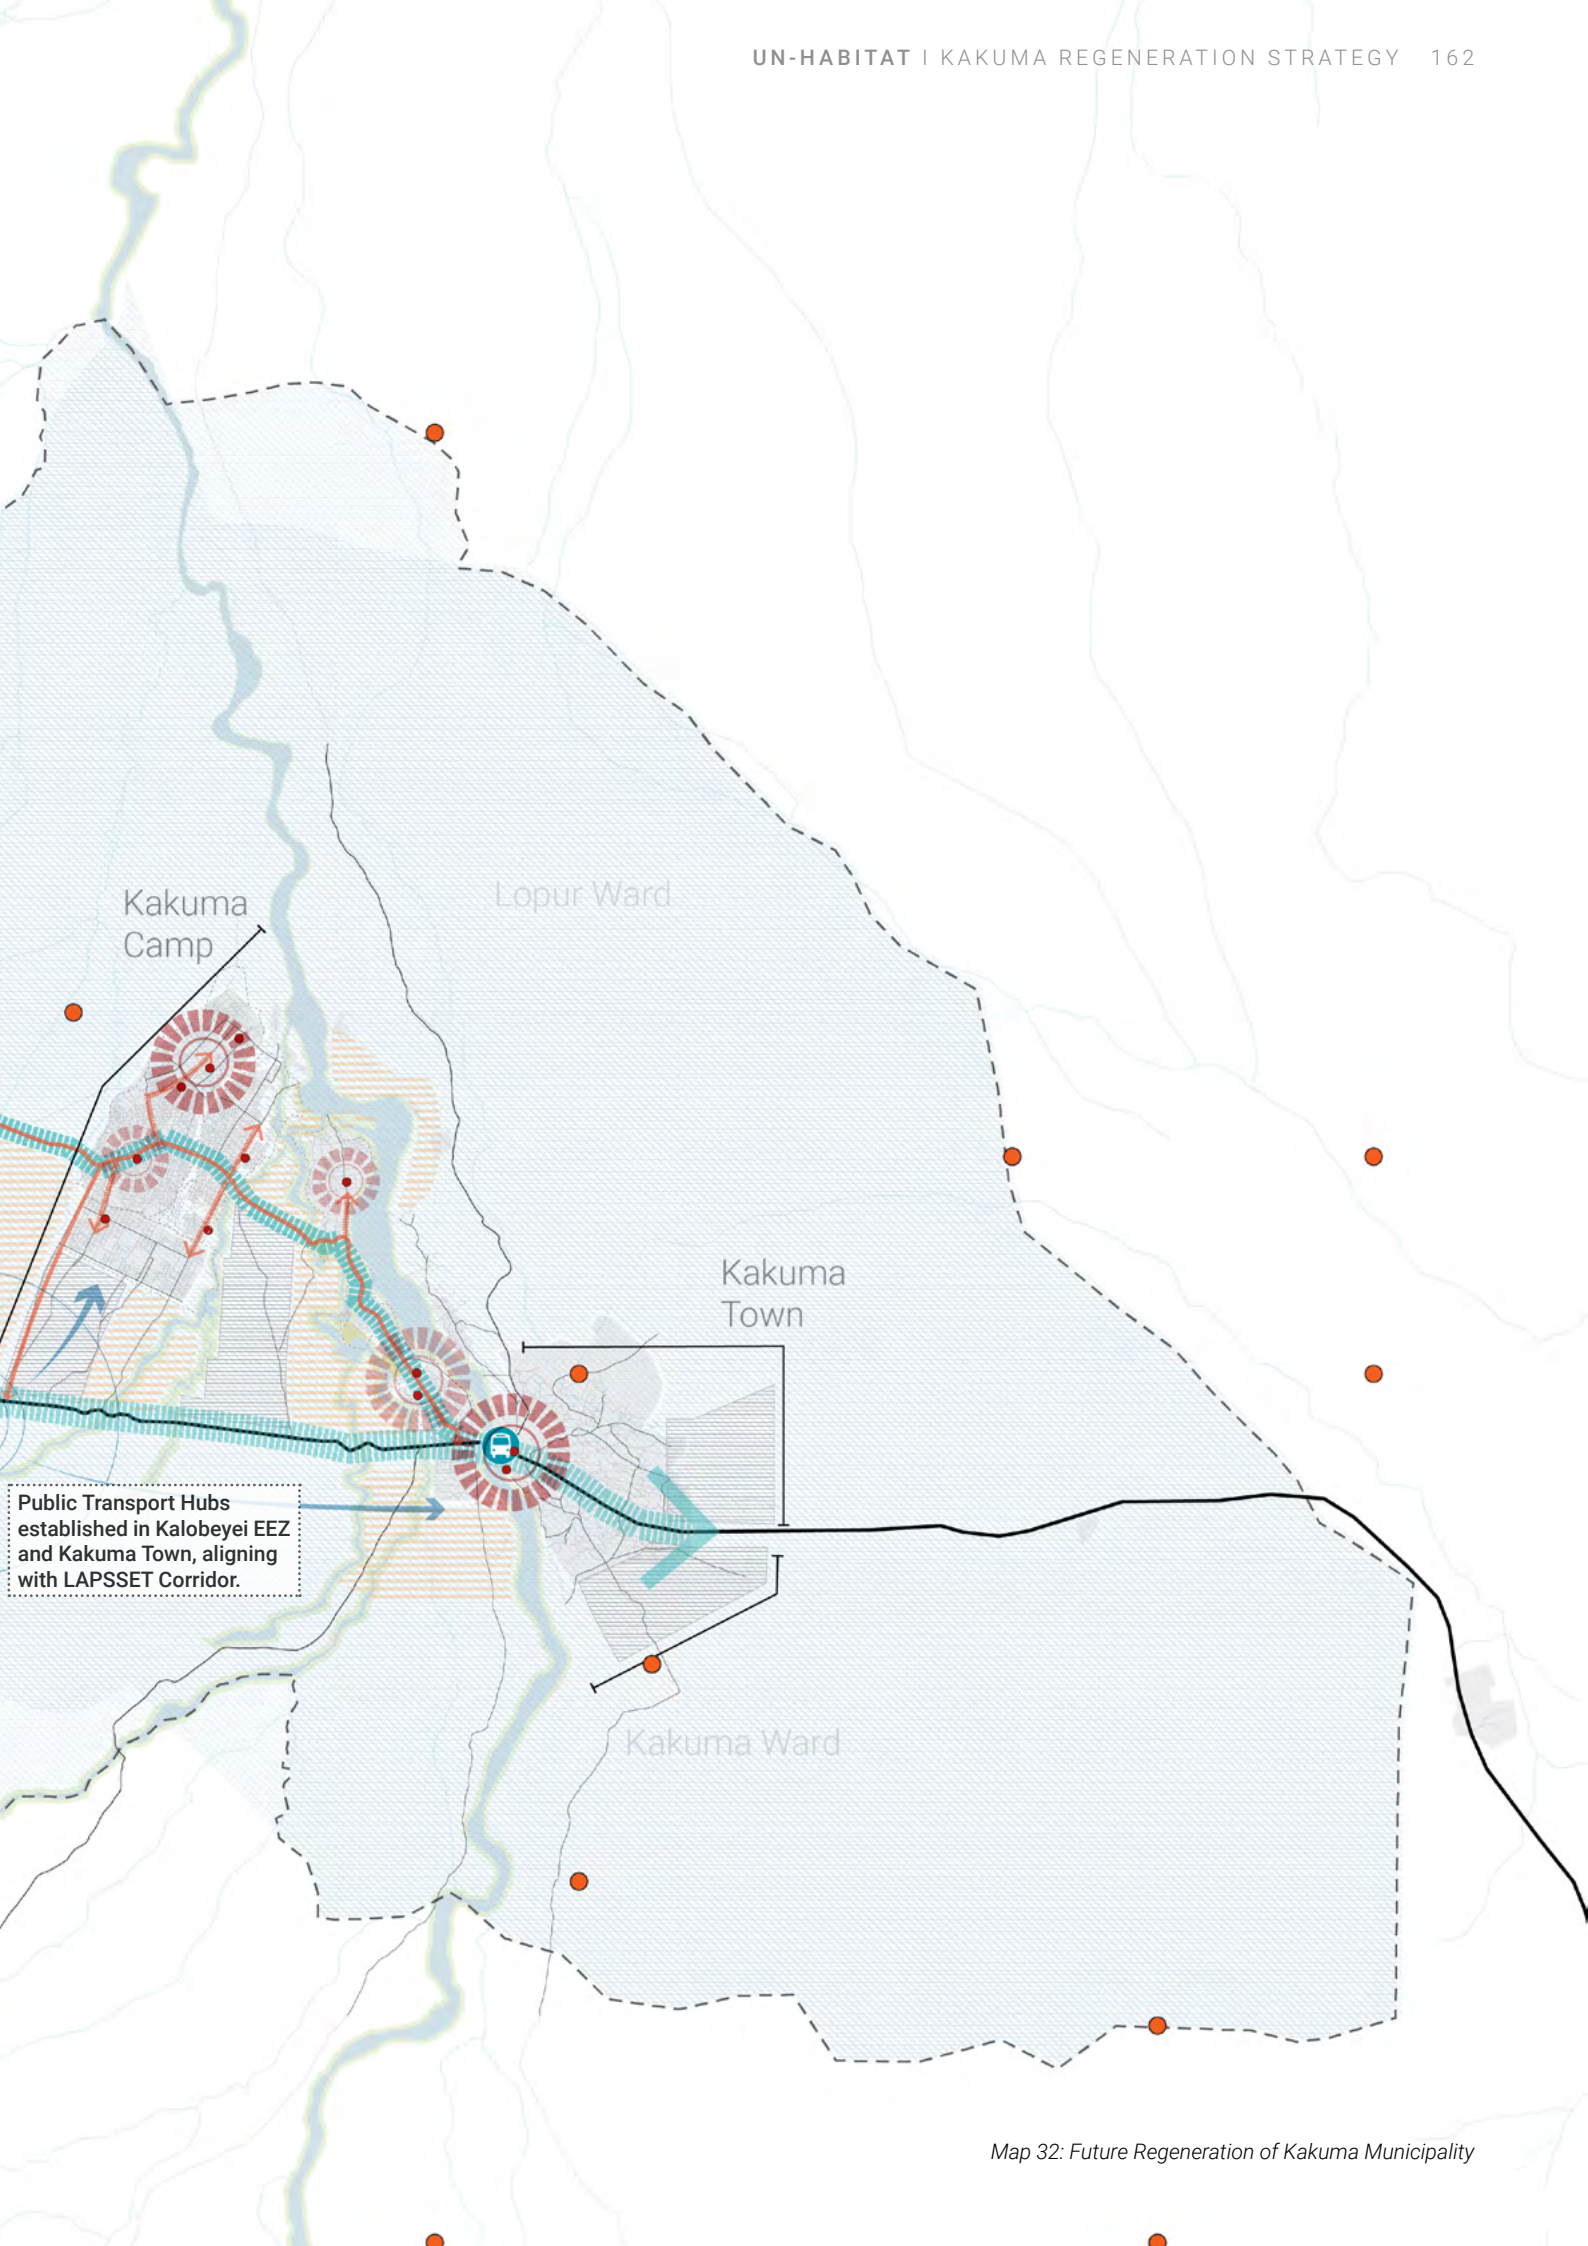 UN-HABITAT I KAKUMA REGENERATION STRATEGY 162
Kakuma
Camp
Lopur Ward
Kakuma
Town
Public Transport Hubs
established in Kalobeyei EEZ
and Kakuma Town, aligning
with LAPSSET Corridor.
Kakuma Ward
Map 32: Future Regeneration of Kakuma Municipality